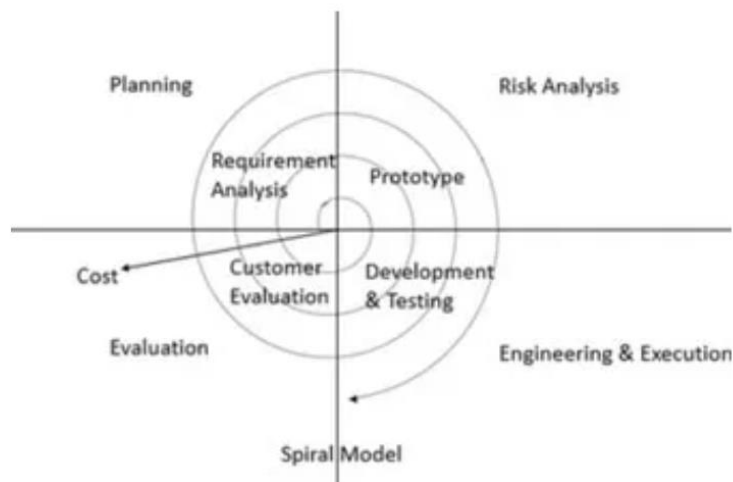 Planning
Risk Analysis
Requirement
Analysis
Prototype
Cost
Customer
Evaluation
Development
& Testing
Evaluation
Engineering & Execution
Spiral Model